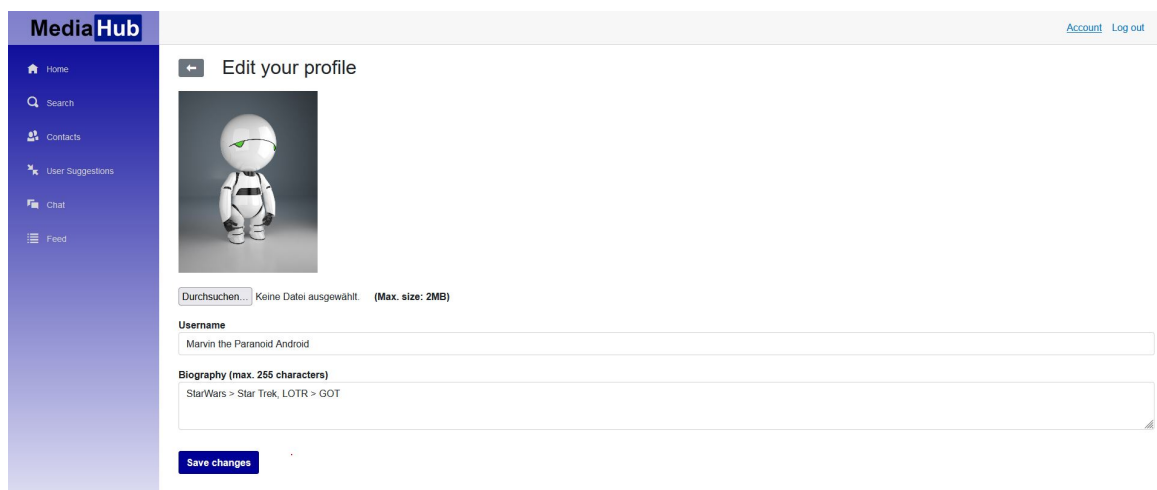 MediaHub
Account Log out
Home
Search
Contacts
User Suggestions
Chat
Feed
Edit your profile
Durchsuchen... Keine Datei ausgewählt. (Max. size: 2MB)
Username
Marvin the Paranoid Android
Biography (max. 255 characters)
StarWars > Star Trek, LOTR > GOT
Save changes